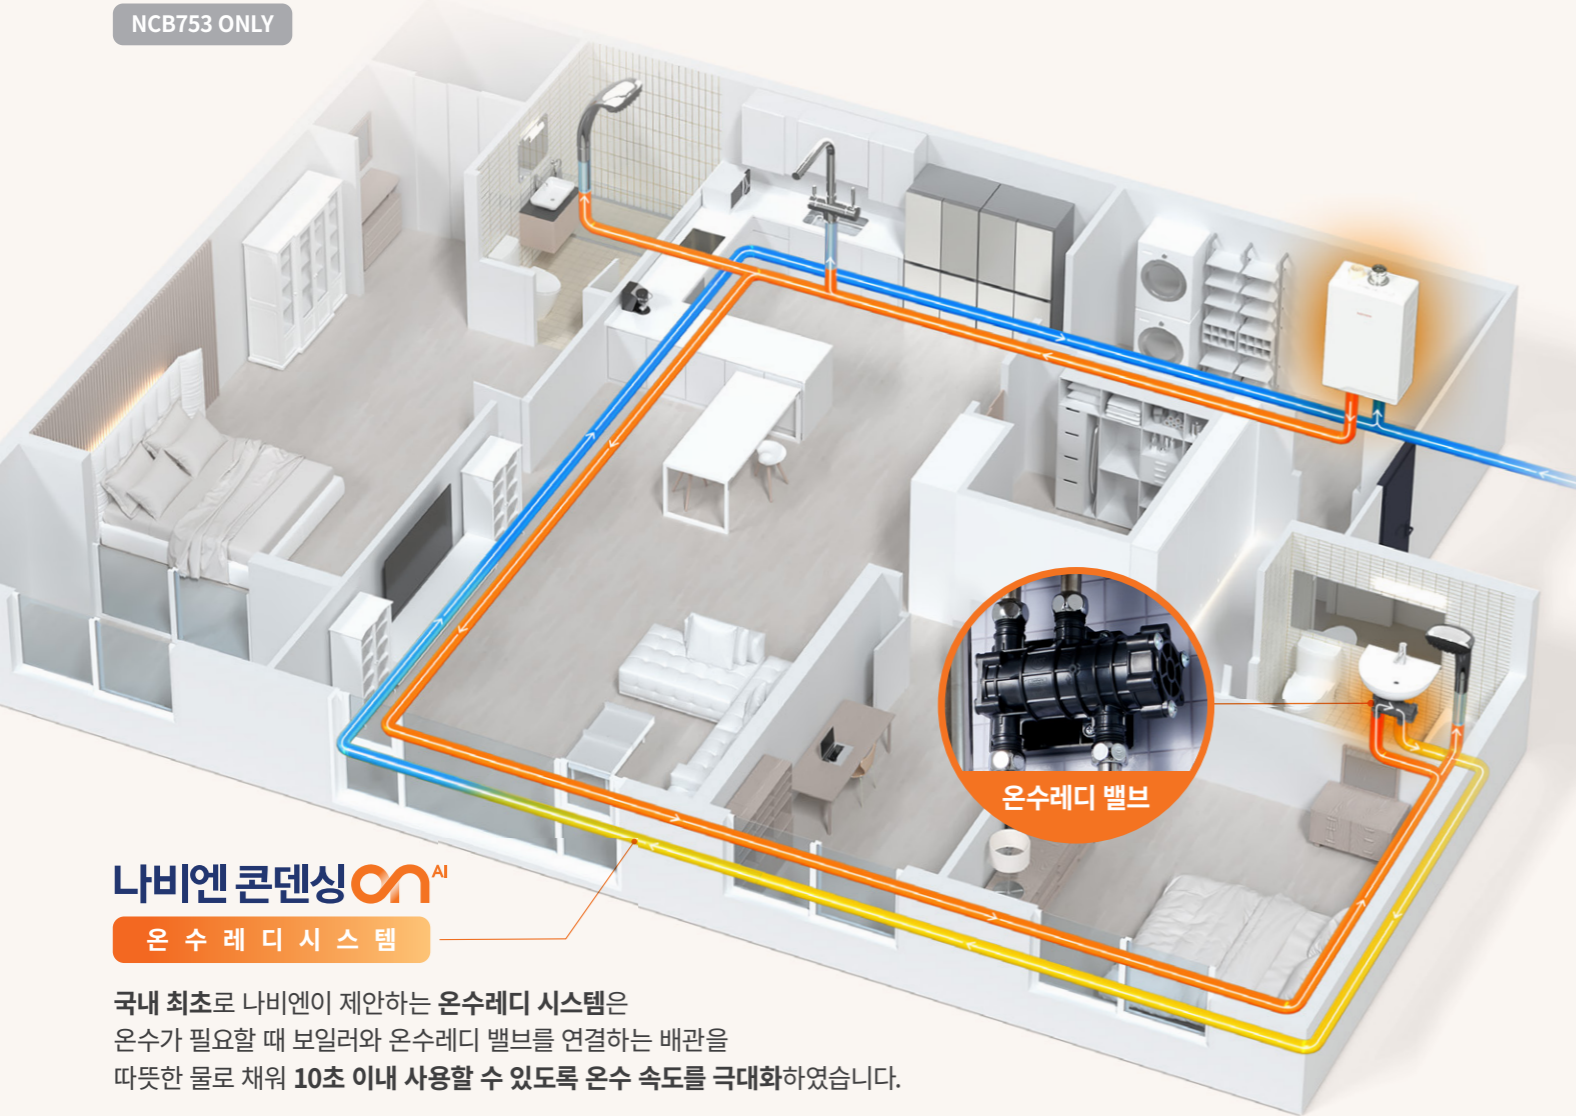 NCB753 ONLY
온수레디 밸브
나비엔 콘덴싱 on AI
온수레디시스템
국내 최초로 나비엔이 제안하는 온수레디 시스템은
온수가 필요할 때 보일러와 온수레디 밸브를 연결하는 배관을
따뜻한 물로 채워 10초 이내 사용할 수 있도록 온수 속도를 극대화하였습니다.